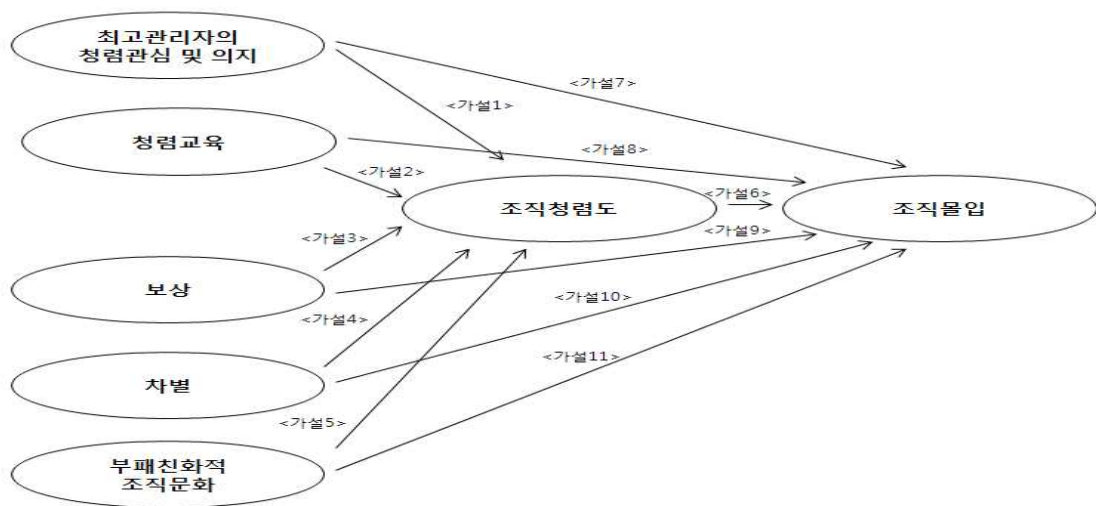 최고관리자의
청렴관심 및 의지
<가설7>
<가설1>
청렴교육
<가설8>
<가설2>
<가설6>
조직청렴도
조직몰입
<가설3>
<가설9>
보상
<가설10>
<가설4>
<가설11>
차별
<가설5>
부패친화적
조직문화